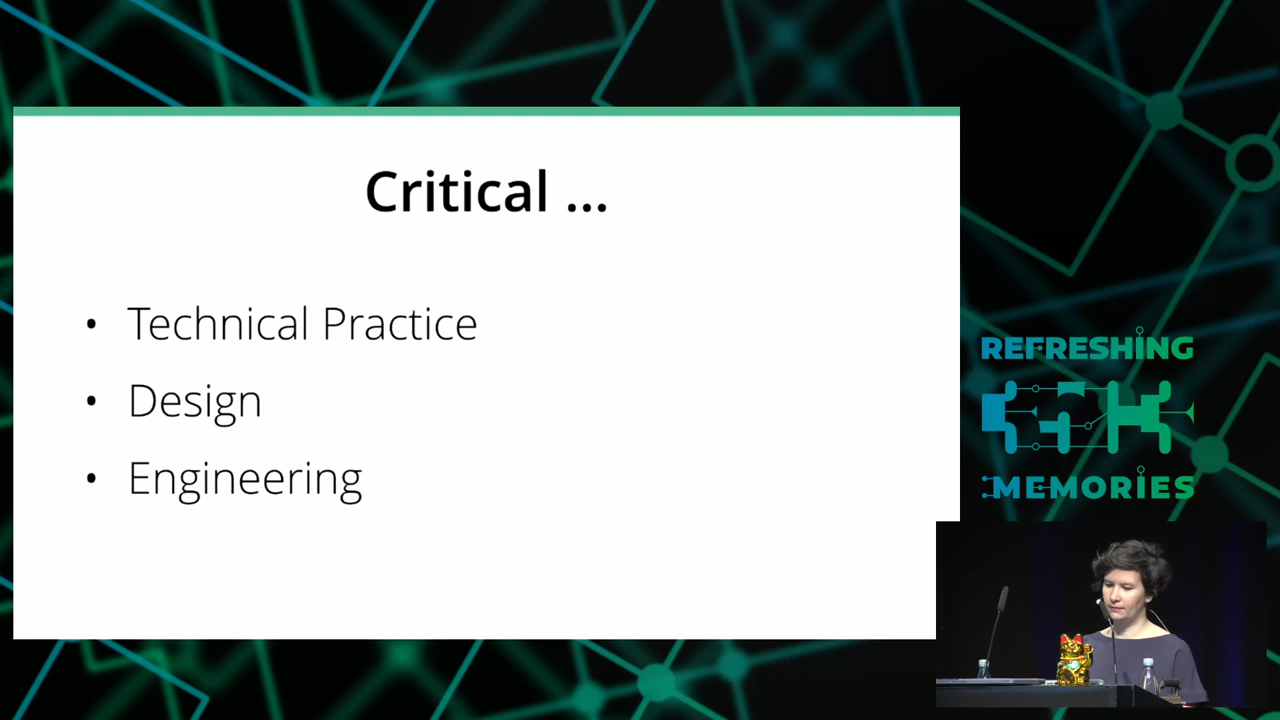 Critical ...
• Technical Practice
• Design
• Engineering
REFRESHING
MEMORIES